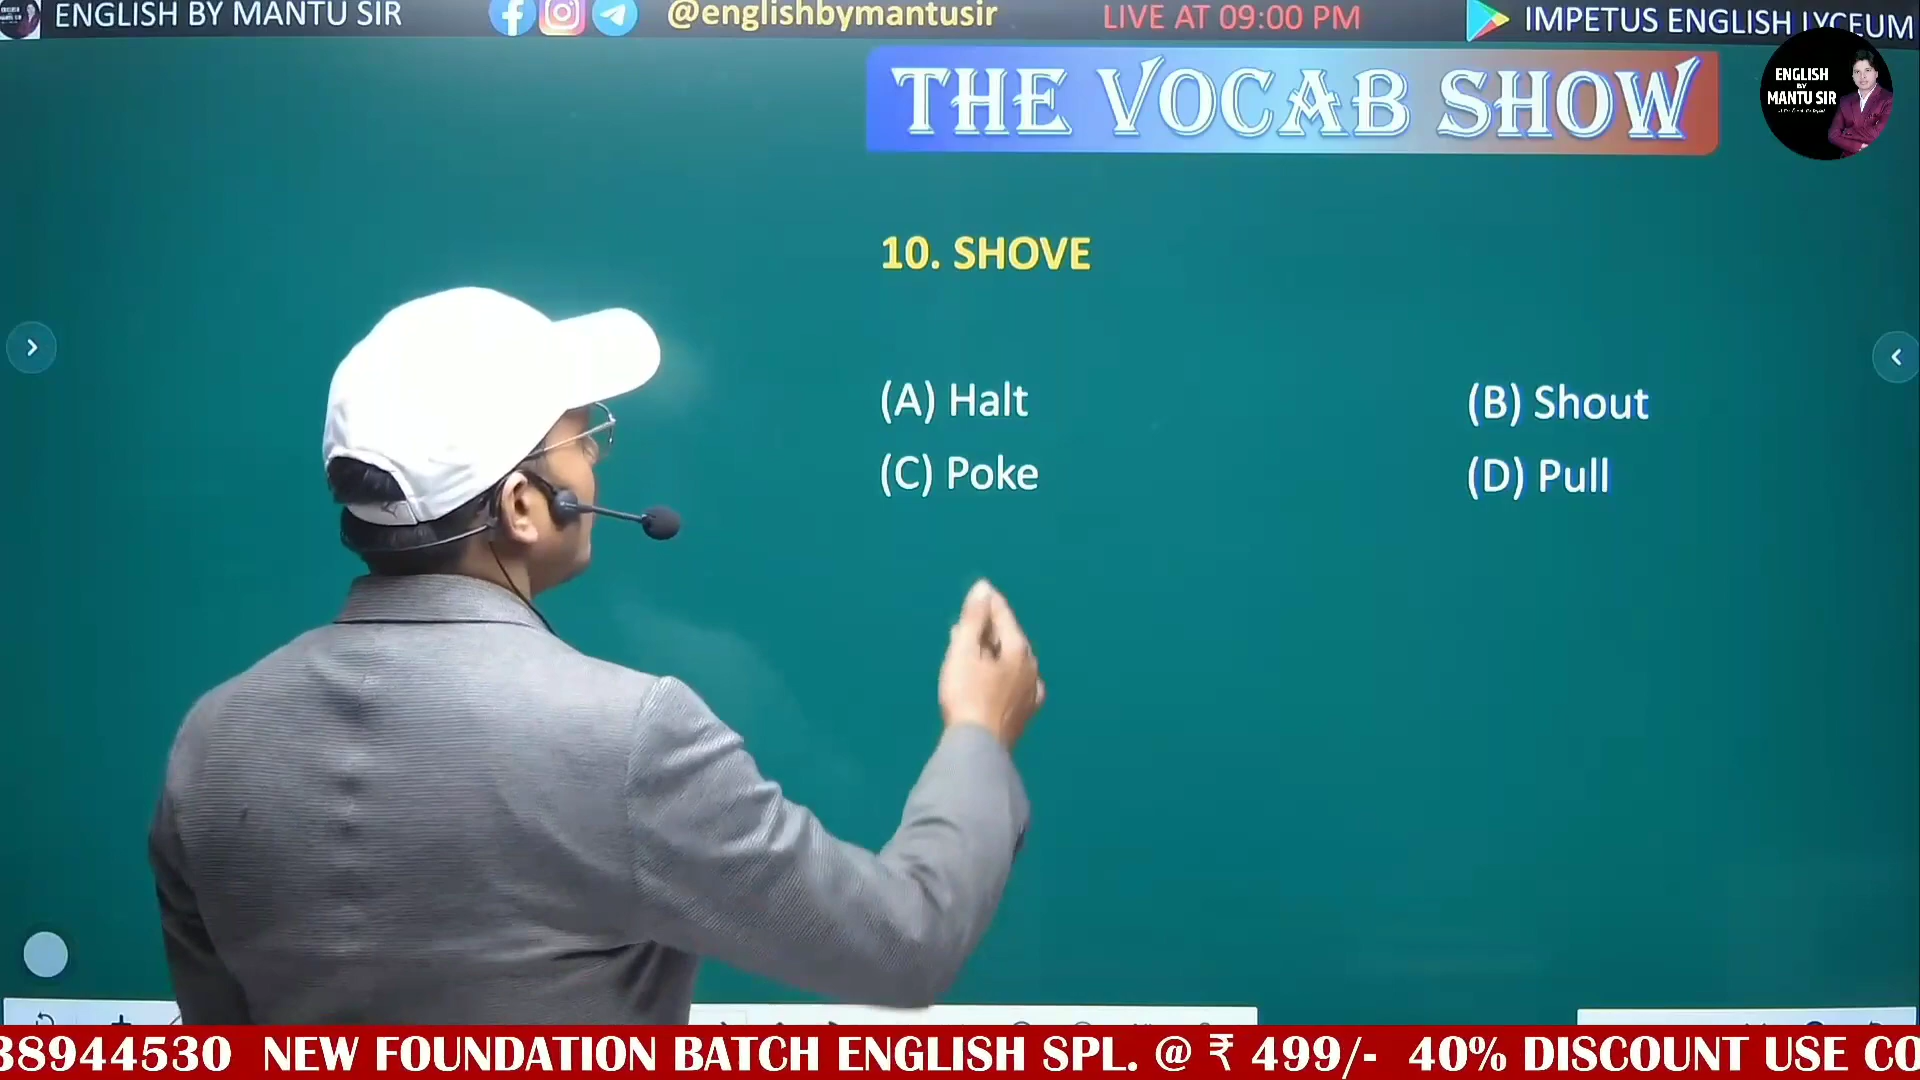 ENGLISH BY MANTU SIR
@englishbymantusir
LIVE AT 09:00 PM
IMPETUS ENGLISH LYCEUM
THE VOCAB SHOW
ENGLISH
BY
MANTU SIR
10. SHOVE
(A) Halt
(B) Shout
(C) Poke
(D) Pull
38944530 NEW FOUNDATION BATCH ENGLISH SPL. @ ₹ 499/- 40% DISCOUNT USE CO